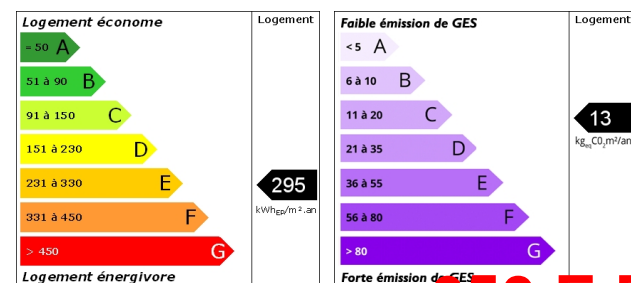 Logement économe
Logement
= 50 A
51 à 90 B
91 à 150 C
151 à 230 D
231 à 330 E
331 à 450 F
> 450 G
295
kWhEP/m².an
Logement énergivore
Faible émission de GES
Logement
< 5 A
6 à 10 B
11 à 20 C
21 à 35 D
36 à 55 E
56 à 80 F
> 80 G
13
kgeqCO2m²/an
Forte émission de GES